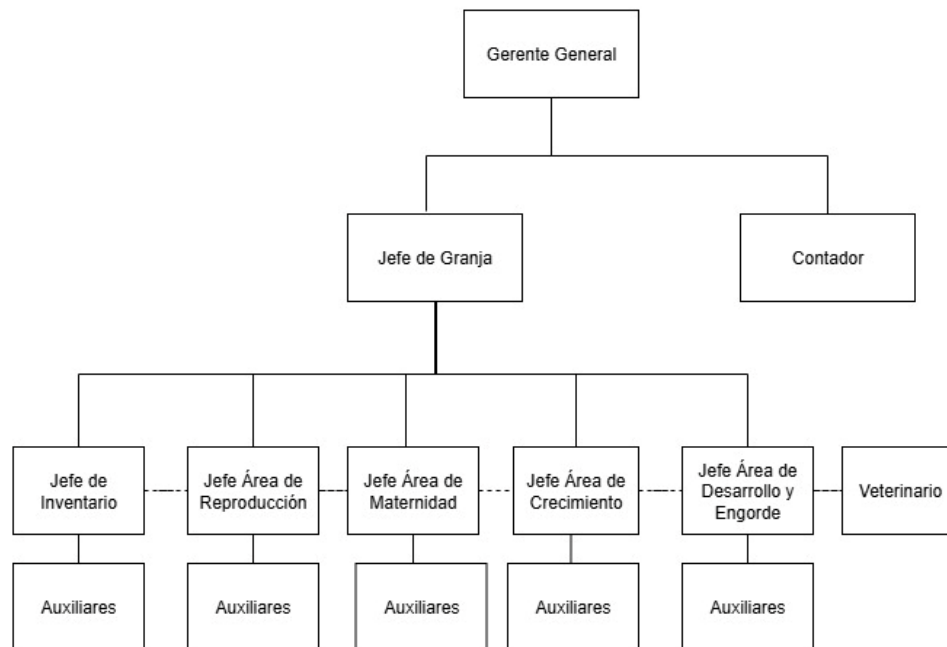 Gerente General
Jefe de Granja
Contador
Jefe de
Inventario
Jefe Área de
Reproducción
Jefe Área de
Maternidad
Jefe Área de
Crecimiento
Jefe Área de
Desarrollo y
Engorde
Veterinario
Auxiliares
Auxiliares
Auxiliares
Auxiliares
Auxiliares